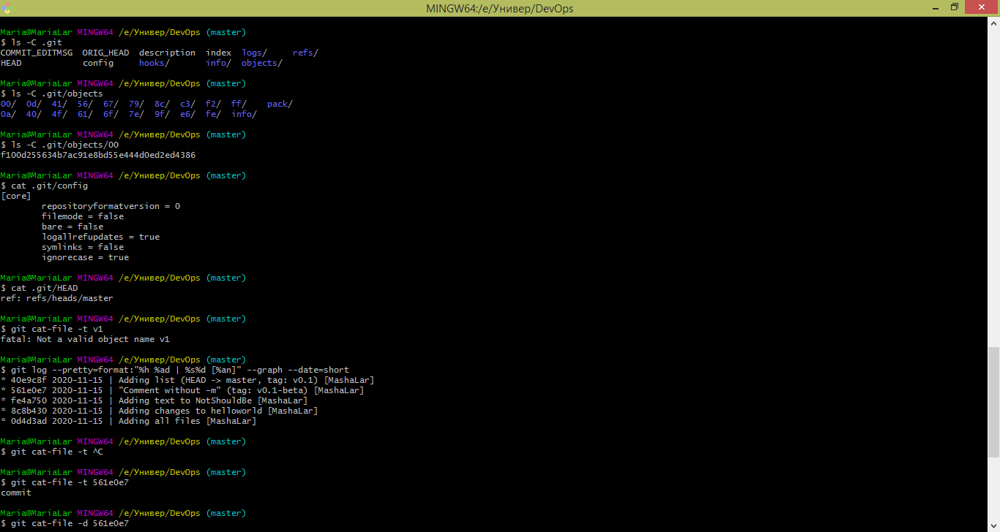 MINGW64:/e/Универ/DevOps
Maria@MariaLar MINGW64 /e/Универ/DevOps (master)
$ ls -C .git
COMMIT_EDITMSG  ORIG_HEAD  description  index  logs/     refs/
HEAD            config     hooks/       info/  objects/
Maria@MariaLar MINGW64 /e/Универ/DevOps (master)
$ ls -C .git/objects
00/  0d/  41/  56/  67/  79/  8c/  c3/  f2/  ff/    pack/
0a/  40/  4f/  61/  6f/  7e/  9f/  e6/  fe/  info/
Maria@MariaLar MINGW64 /e/Универ/DevOps (master)
$ ls -C .git/objects/00
f100d255634b7ac91e8bd55e444d0ed2ed4386
Maria@MariaLar MINGW64 /e/Универ/DevOps (master)
$ cat .git/config
[core]
        repositoryformatversion = 0
        filemode = false
        bare = false
        logallrefupdates = true
        symlinks = false
        ignorecase = true
Maria@MariaLar MINGW64 /e/Универ/DevOps (master)
$ cat .git/HEAD
ref: refs/heads/master
Maria@MariaLar MINGW64 /e/Универ/DevOps (master)
$ git cat-file -t v1
fatal: Not a valid object name v1
Maria@MariaLar MINGW64 /e/Универ/DevOps (master)
$ git log --pretty=format:"%h %ad | %s%d [%an]" --graph --date=short
* 40e9c8f 2020-11-15 | Adding list (HEAD -> master, tag: v0.1) [MashaLar]
* 561e0e7 2020-11-15 | "Comment without -m" (tag: v0.1-beta) [MashaLar]
* fe4a750 2020-11-15 | Adding text to NotShouldBe [MashaLar]
* 8c8b430 2020-11-15 | Adding changes to helloworld [MashaLar]
* 0d4d3ad 2020-11-15 | Adding all files [MashaLar]
Maria@MariaLar MINGW64 /e/Универ/DevOps (master)
$ git cat-file -t ^C
Maria@MariaLar MINGW64 /e/Универ/DevOps (master)
$ git cat-file -t 561e0e7
commit
Maria@MariaLar MINGW64 /e/Универ/DevOps (master)
$ git cat-file -d 561e0e7